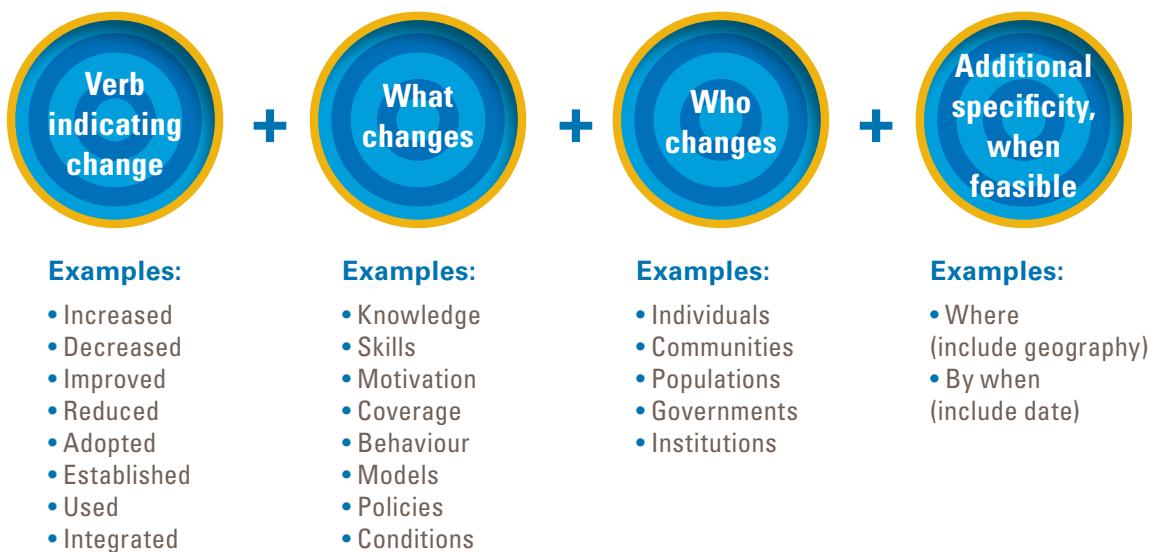 Verb
indicating
change
+
What
changes
+
Who
changes
+
Additional
specificity,
when
feasible
Examples:
• Increased
• Decreased
• Improved
• Reduced
• Adopted
• Established
• Used
• Integrated
Examples:
• Knowledge
• Skills
• Motivation
• Coverage
• Behaviour
• Models
• Policies
• Conditions
Examples:
• Individuals
• Communities
• Populations
• Governments
• Institutions
Examples:
• Where
(include geography)
• By when
(include date)